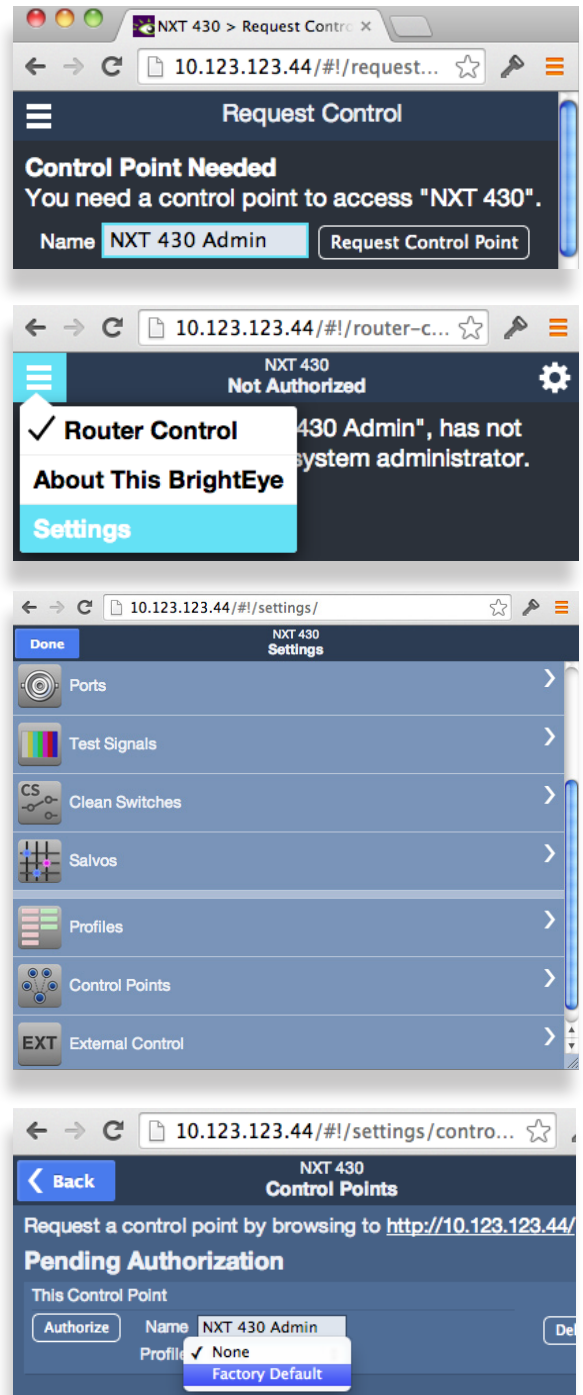 NXT 430 > Request Contro
10.123.123.44/#!/request...
Request Control
Control Point Needed
You need a control point to access "NXT 430".
Name NXT 430 Admin Request Control Point
10.123.123.44/#!/router-c...
NXT 430
Not Authorized
Router Control
430 Admin", has not
system administrator.
About This BrightEye
Settings
10.123.123.44/#!/settings/
Done
NXT 430
Settings
Ports
Test Signals
CS
Clean Switches
Salvos
Profiles
Control Points
EXT External Control
10.123.123.44/#!/settings/contro...
Back
NXT 430
Control Points
Request a control point by browsing to http://10.123.123.44/
Pending Authorization
This Control Point
Authorize Name NXT 430 Admin Del
Profile ✓ None
Factory Default